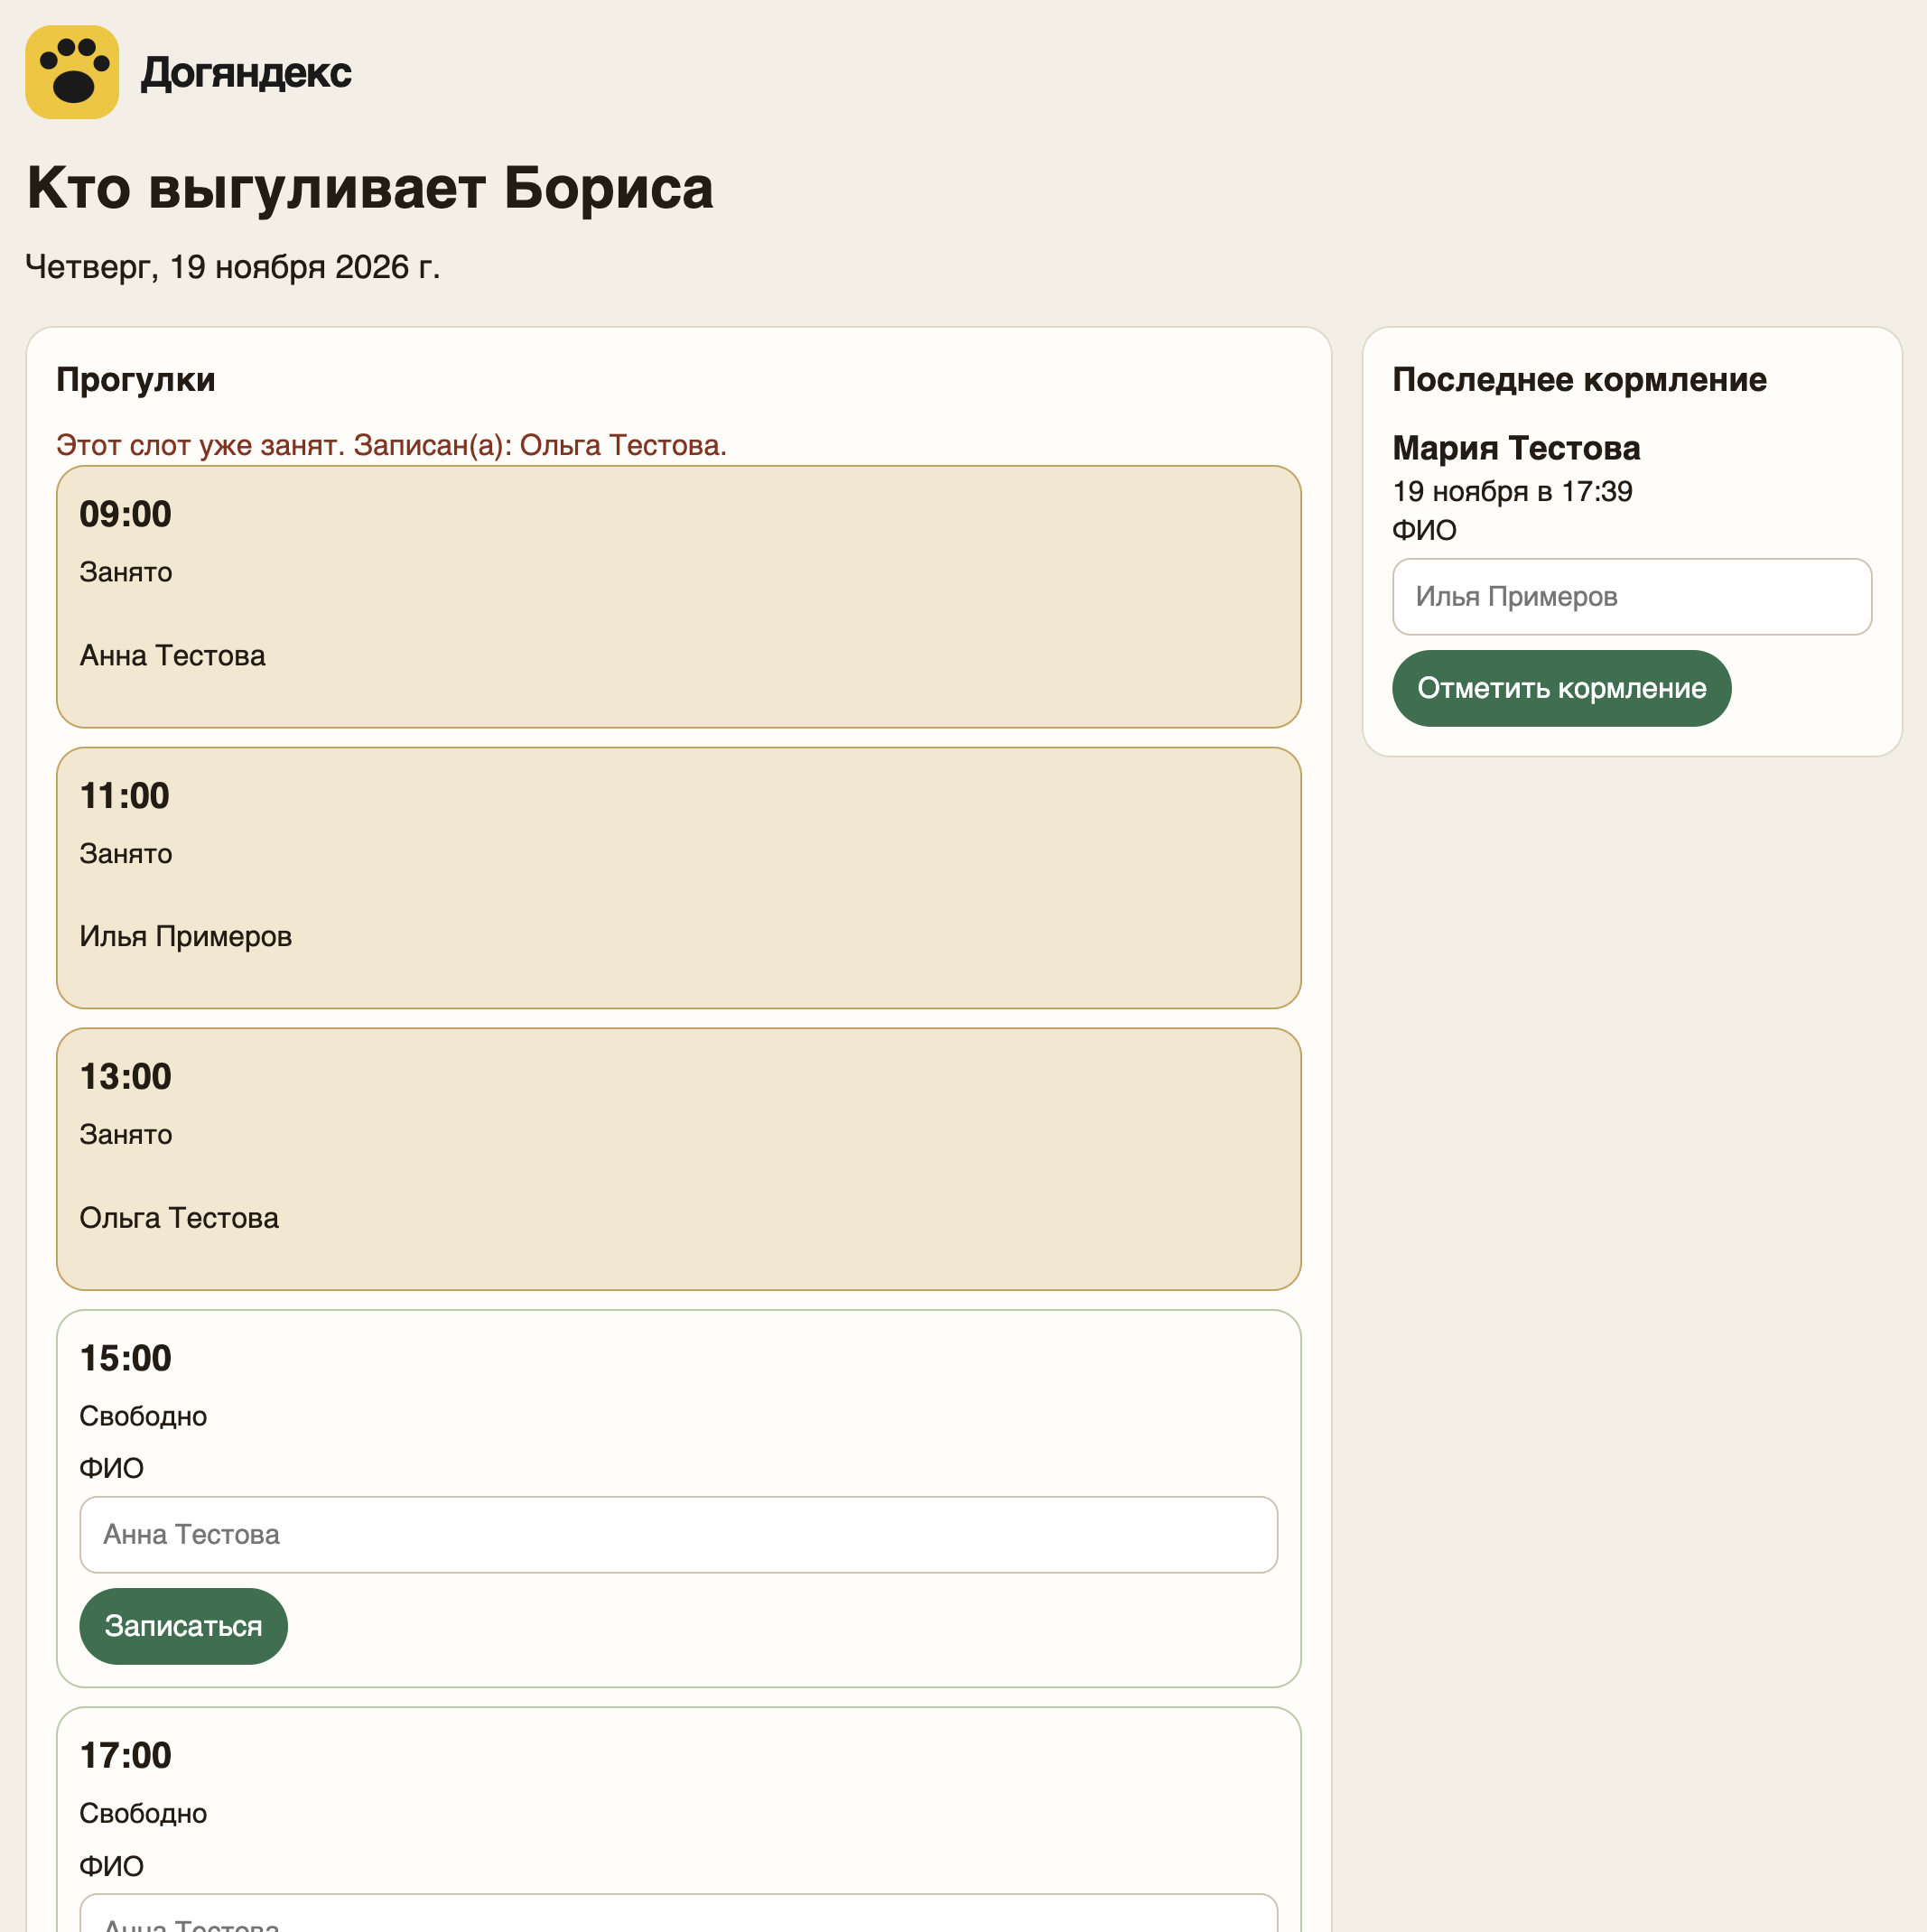 Догяндекс
Кто выгуливает Бориса
Четверг, 19 ноября 2026 г.
Прогулки
Этот слот уже занят. Записан(а): Ольга Тестова.
09:00
Занято
Анна Тестова
11:00
Занято
Илья Примеров
13:00
Занято
Ольга Тестова
15:00
Свободно
ФИО
Анна Тестова
Записаться
17:00
Свободно
ФИО
Анна Тестова
Последнее кормление
Мария Тестова
19 ноября в 17:39
ФИО
Илья Примеров
Отметить кормление